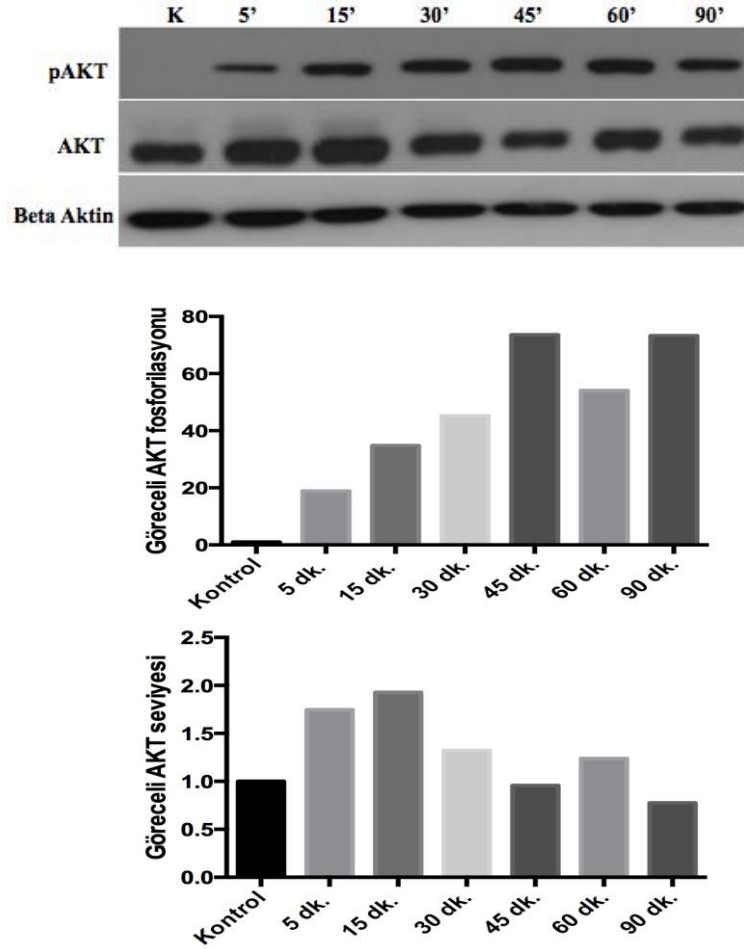 K 5’ 15’ 30’ 45’ 60’ 90’
pAKT
AKT
Beta Aktin
Göreceli AKT fosforilasyonu
80
60
40
20
0
Kontrol 5 dk. 15 dk. 30 dk. 45 dk. 60 dk. 90 dk.
Göreceli AKT seviyesi
2.5
2.0
1.5
1.0
0.5
0.0
Kontrol 5 dk. 15 dk. 30 dk. 45 dk. 60 dk. 90 dk.